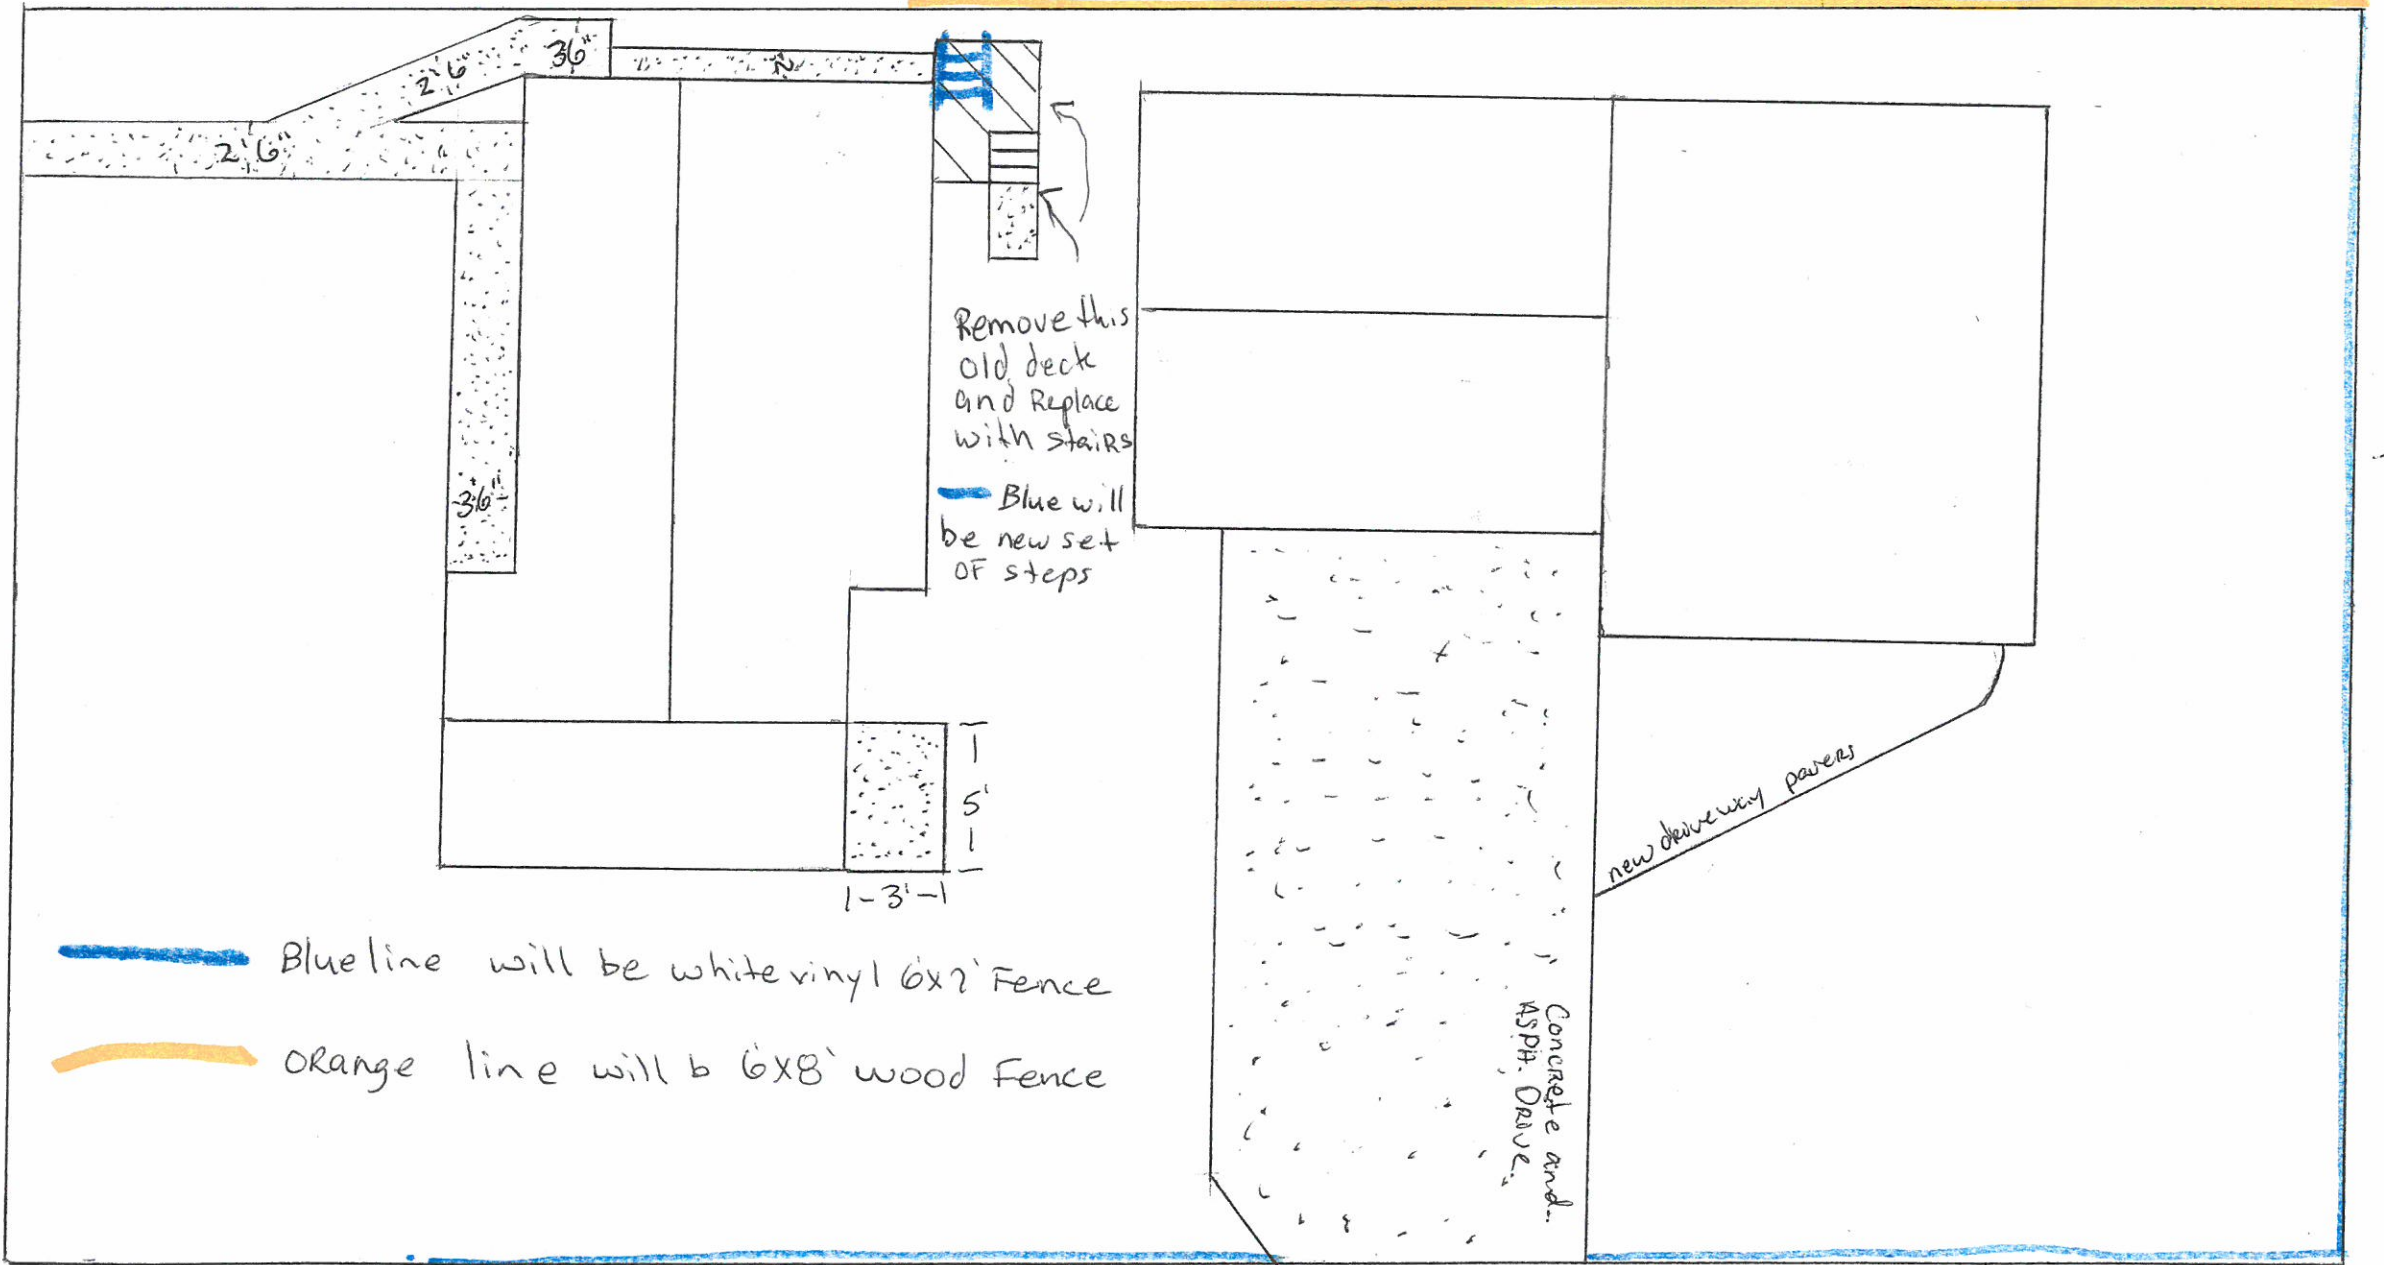 36"
2'6"
2'6"
2'
3'6"
Remove this
old deck
and Replace
with stairs
Blue will
be new set
OF steps
5'
3'
new driveway pavers
Concrete and
ASPH. DRIVE.
Blue line will be white vinyl 6x7' Fence
ORange line will b 6x8' wood Fence